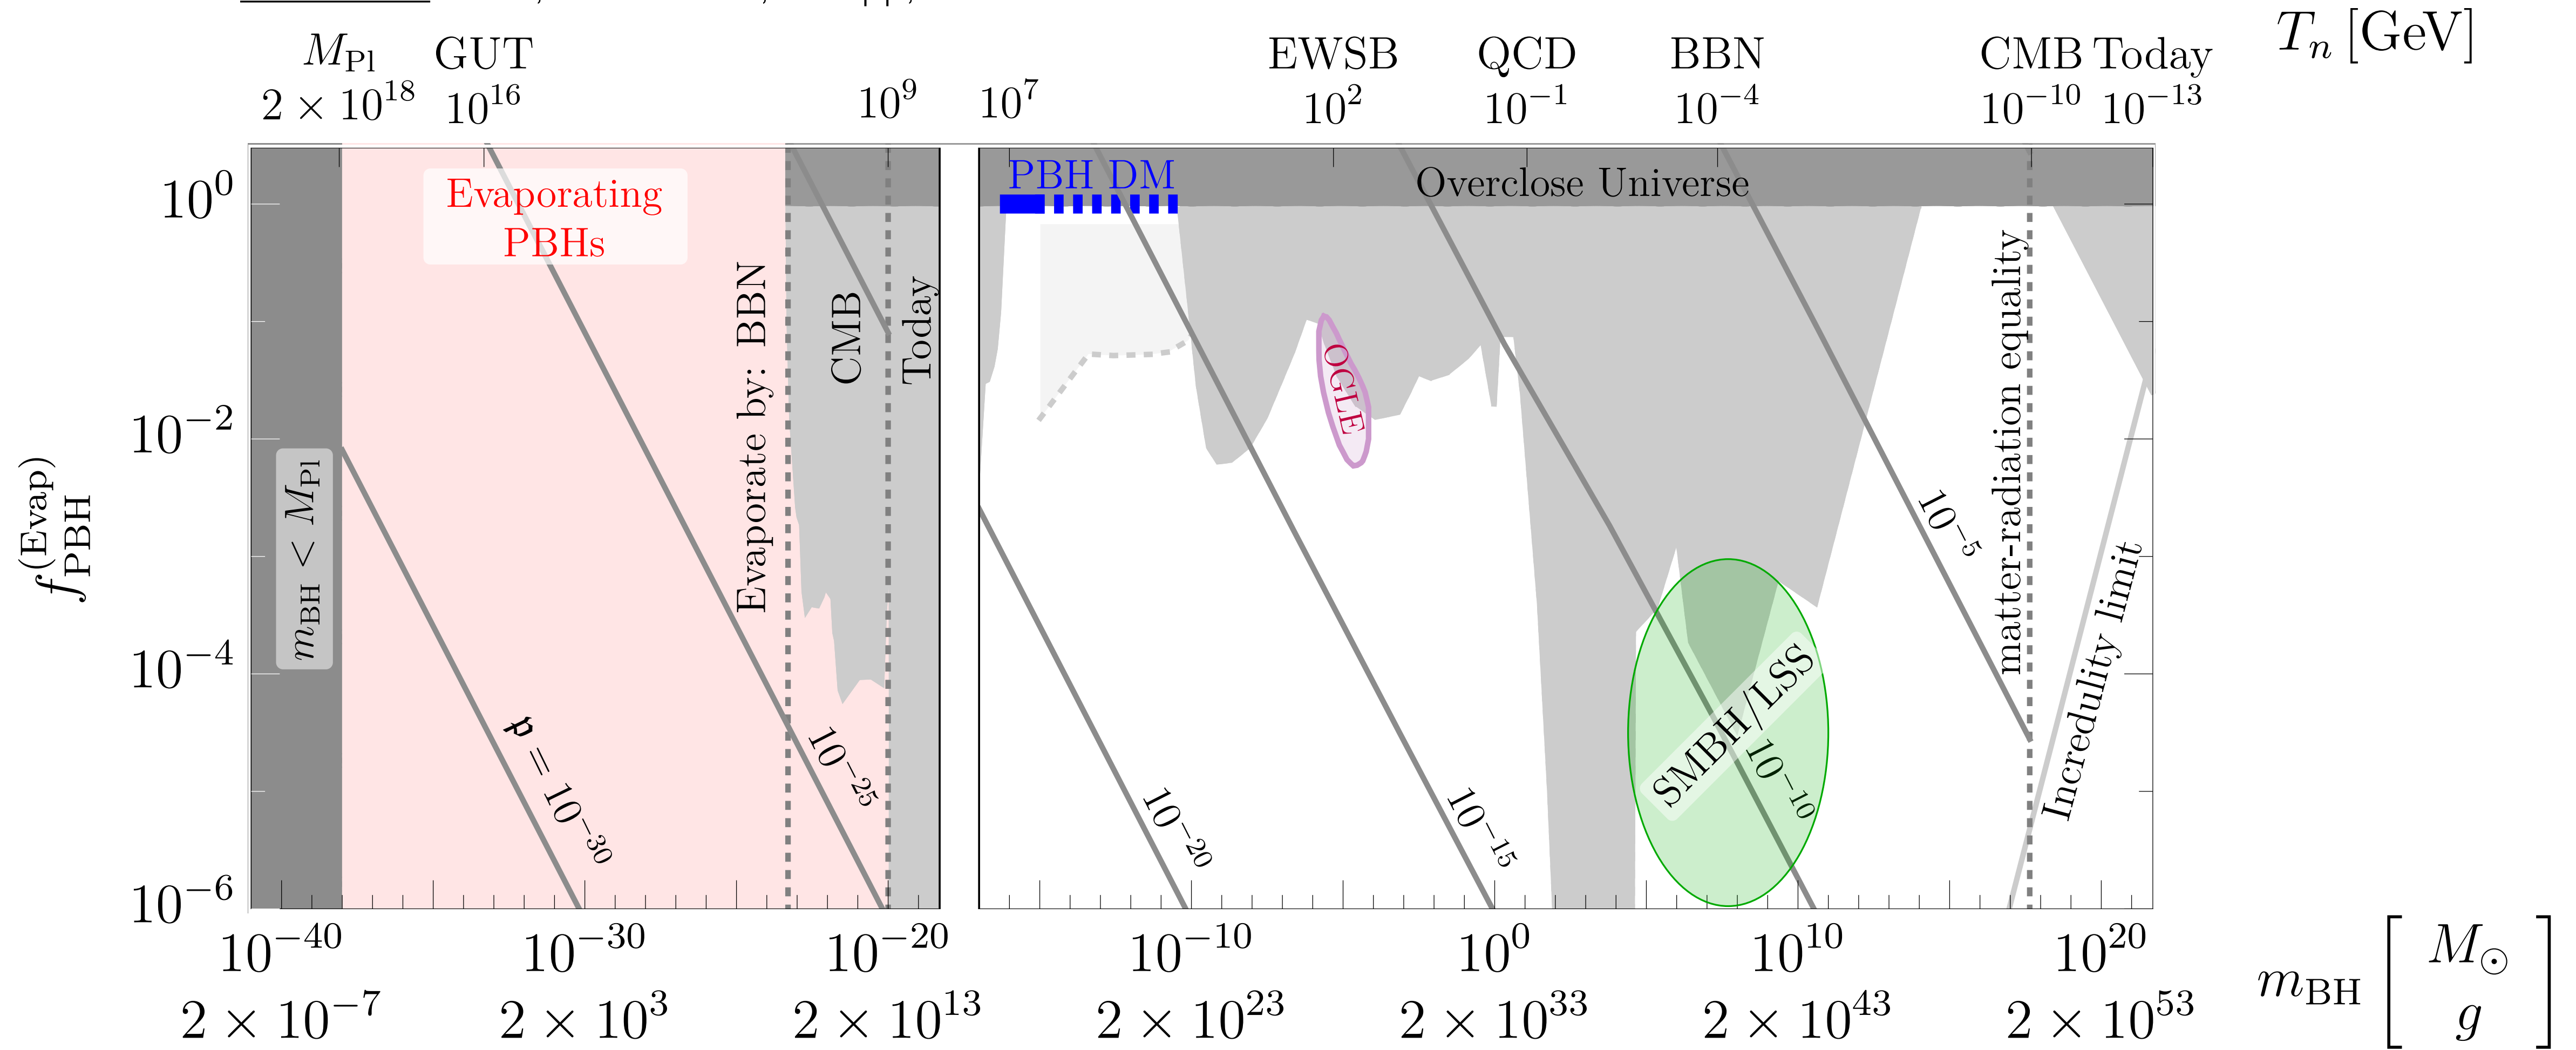 M_Pl GUT EWSB QCD BBN CMB Today T_n [GeV]
2 × 10^18 10^16 10^9 10^7 10^2 10^−1 10^−4 10^−10 10^−13
Evaporating
PBHs
PBH DM
Overclose Universe
f_PBH^(Evap)
10^0
10^−2
10^−4
10^−6
m_BH < M_Pl
Evaporate by: BBN
CMB
Today
OGLE
SMBH/LSS
matter-radiation equality
Incredulity limit
𝔭 = 10^−30
10^−25
10^−20
10^−15
10^−10
10^−5
10^−40 10^−30 10^−20 10^−10 10^0 10^10 10^20
2 × 10^−7 2 × 10^3 2 × 10^13 2 × 10^23 2 × 10^33 2 × 10^43 2 × 10^53
m_BH [M_⊙
g]